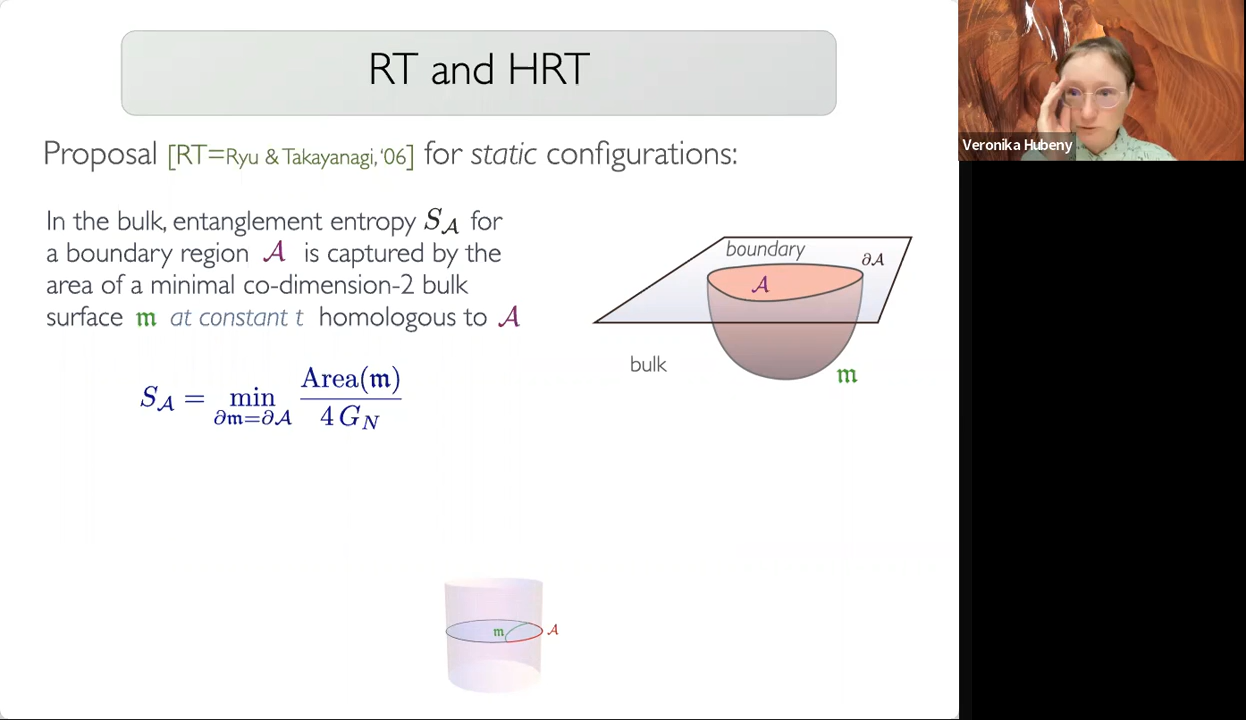 RT and HRT
Veronika Hubeny
Proposal [RT=Ryu & Takayanagi,'06] for static configurations:
In the bulk, entanglement entropy S_𝒜 for
a boundary region 𝒜 is captured by the
area of a minimal co-dimension-2 bulk
surface 𝔪 at constant t homologous to 𝒜
boundary
∂𝒜
𝒜
bulk
𝔪
S_𝒜 = min_{∂𝔪=∂𝒜} Area(𝔪) / 4 G_N
𝔪
𝒜